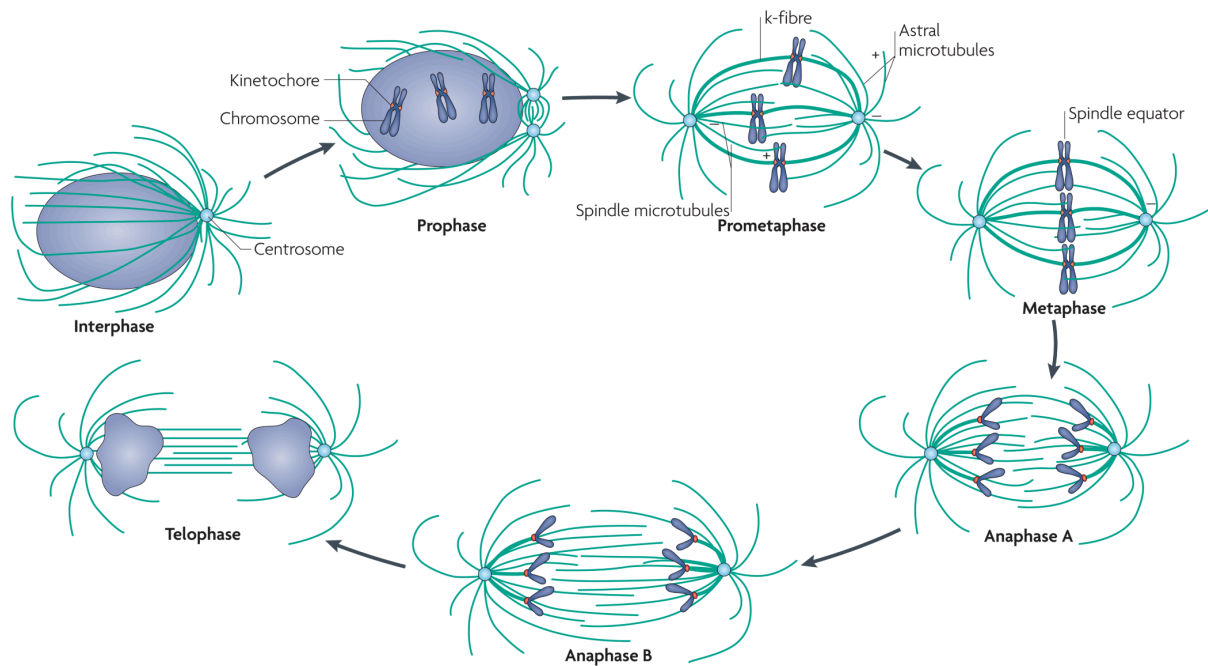 k-fibre
Astral
microtubules
+
Kinetochore
Chromosome
−
−
+
Spindle equator
Spindle microtubules
Prophase
Prometaphase
−
Centrosome
Interphase
Metaphase
Telophase
Anaphase A
Anaphase B